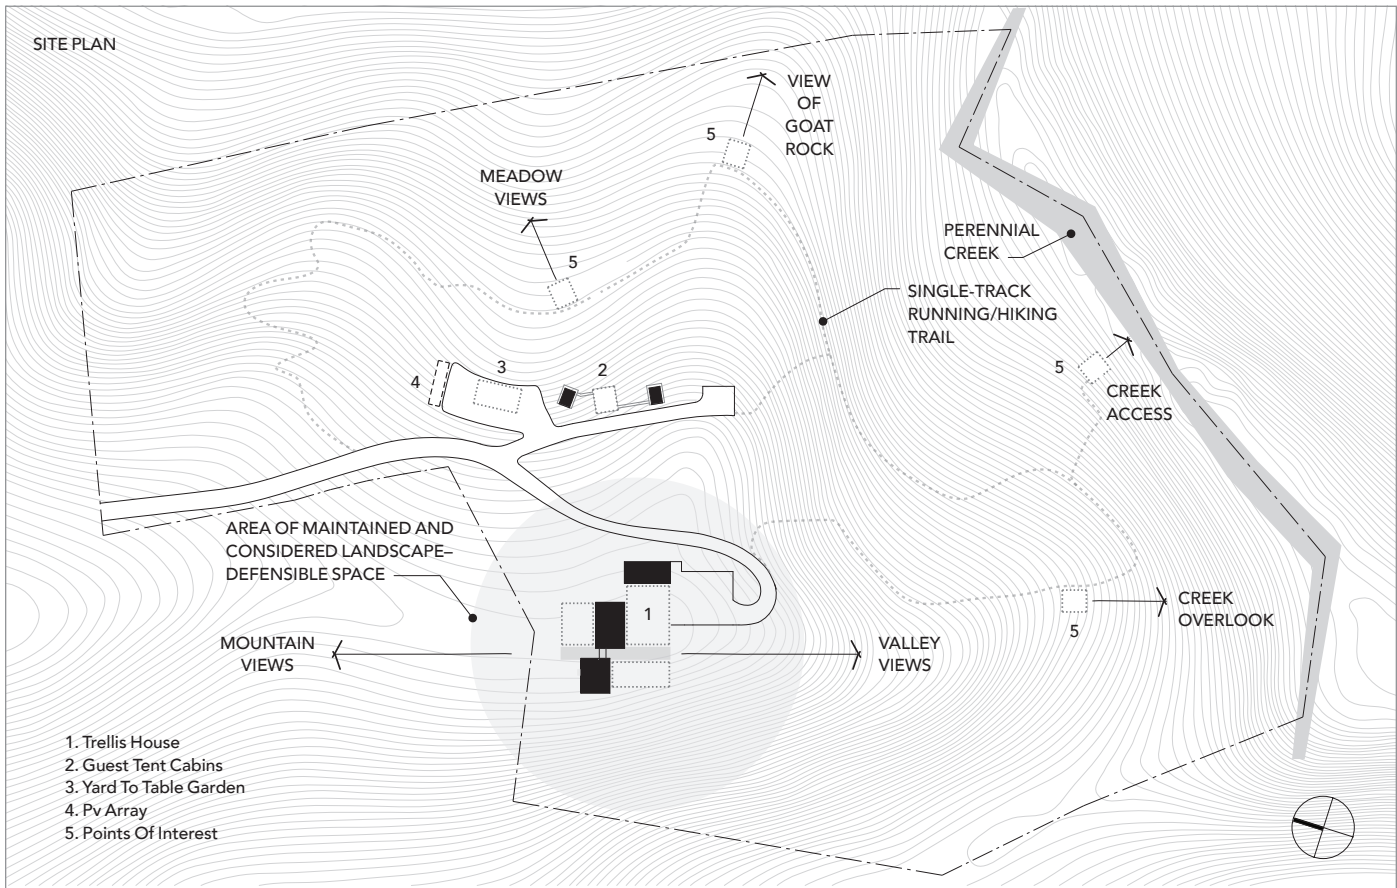 SITE PLAN
VIEW
OF
GOAT
ROCK
5
MEADOW
VIEWS
5
PERENNIAL
CREEK
SINGLE-TRACK
RUNNING/HIKING
TRAIL
5
CREEK
ACCESS
4
3
2
AREA OF MAINTAINED AND
CONSIDERED LANDSCAPE–
DEFENSIBLE SPACE
1
MOUNTAIN
VIEWS
VALLEY
VIEWS
CREEK
OVERLOOK
5
1. Trellis House
2. Guest Tent Cabins
3. Yard To Table Garden
4. Pv Array
5. Points Of Interest